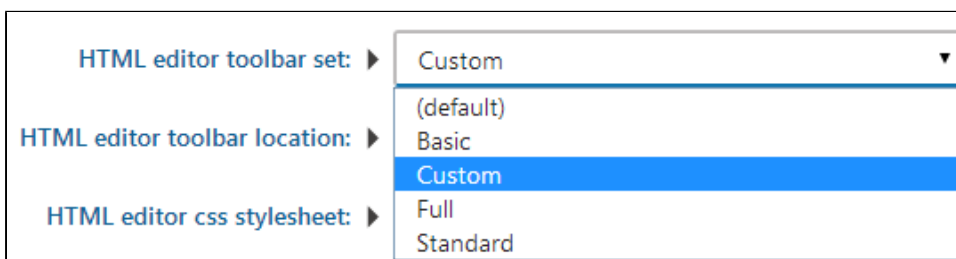 HTML editor toolbar set:
Custom
(default)
HTML editor toolbar location:
Basic
Custom
HTML editor css stylesheet:
Full
Standard